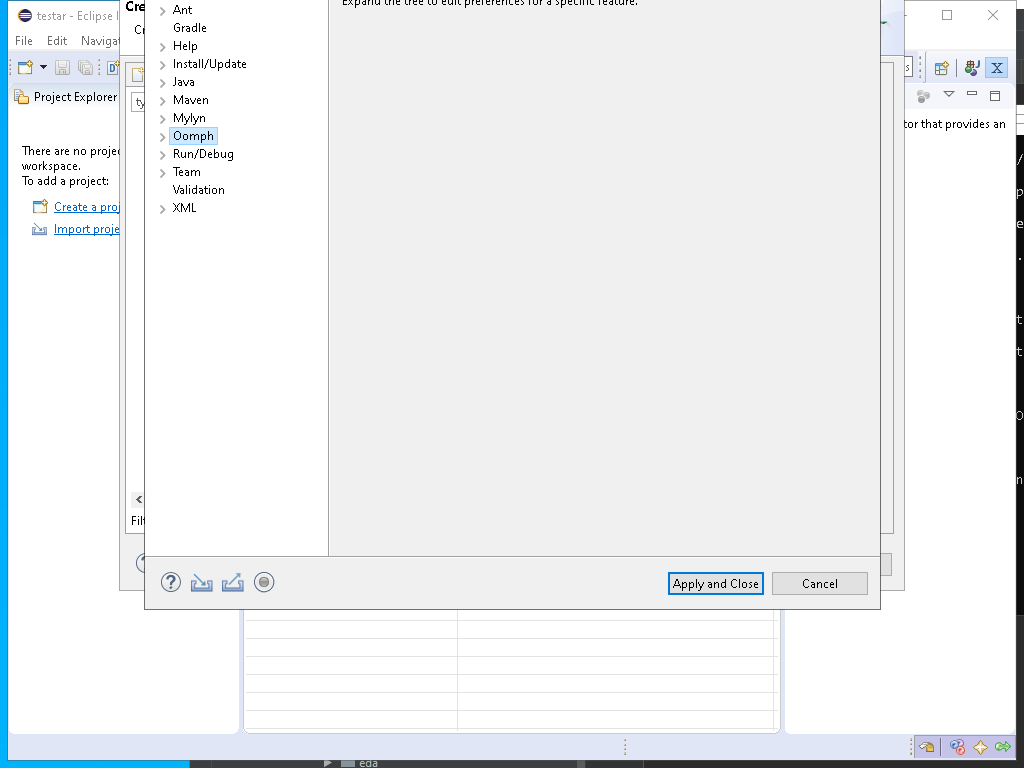 Cre
testar - Eclipse I
Expand the tree to edit preferences for a specific feature.
Ant
Cr
Gradle
File Edit Navigat
Help
Install/Update
Java
X
Project Explorer
Maven
ty
Mylyn
tor that provides an
Oomph
There are no projec
workspace.
To add a project:
Run/Debug
Team
Validation
Create a proj
XML
Import proje
<
Filt
?
Apply and Close
Cancel
eda